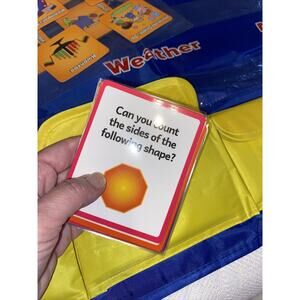 Weather
Can you count
the sides of the
following shape?